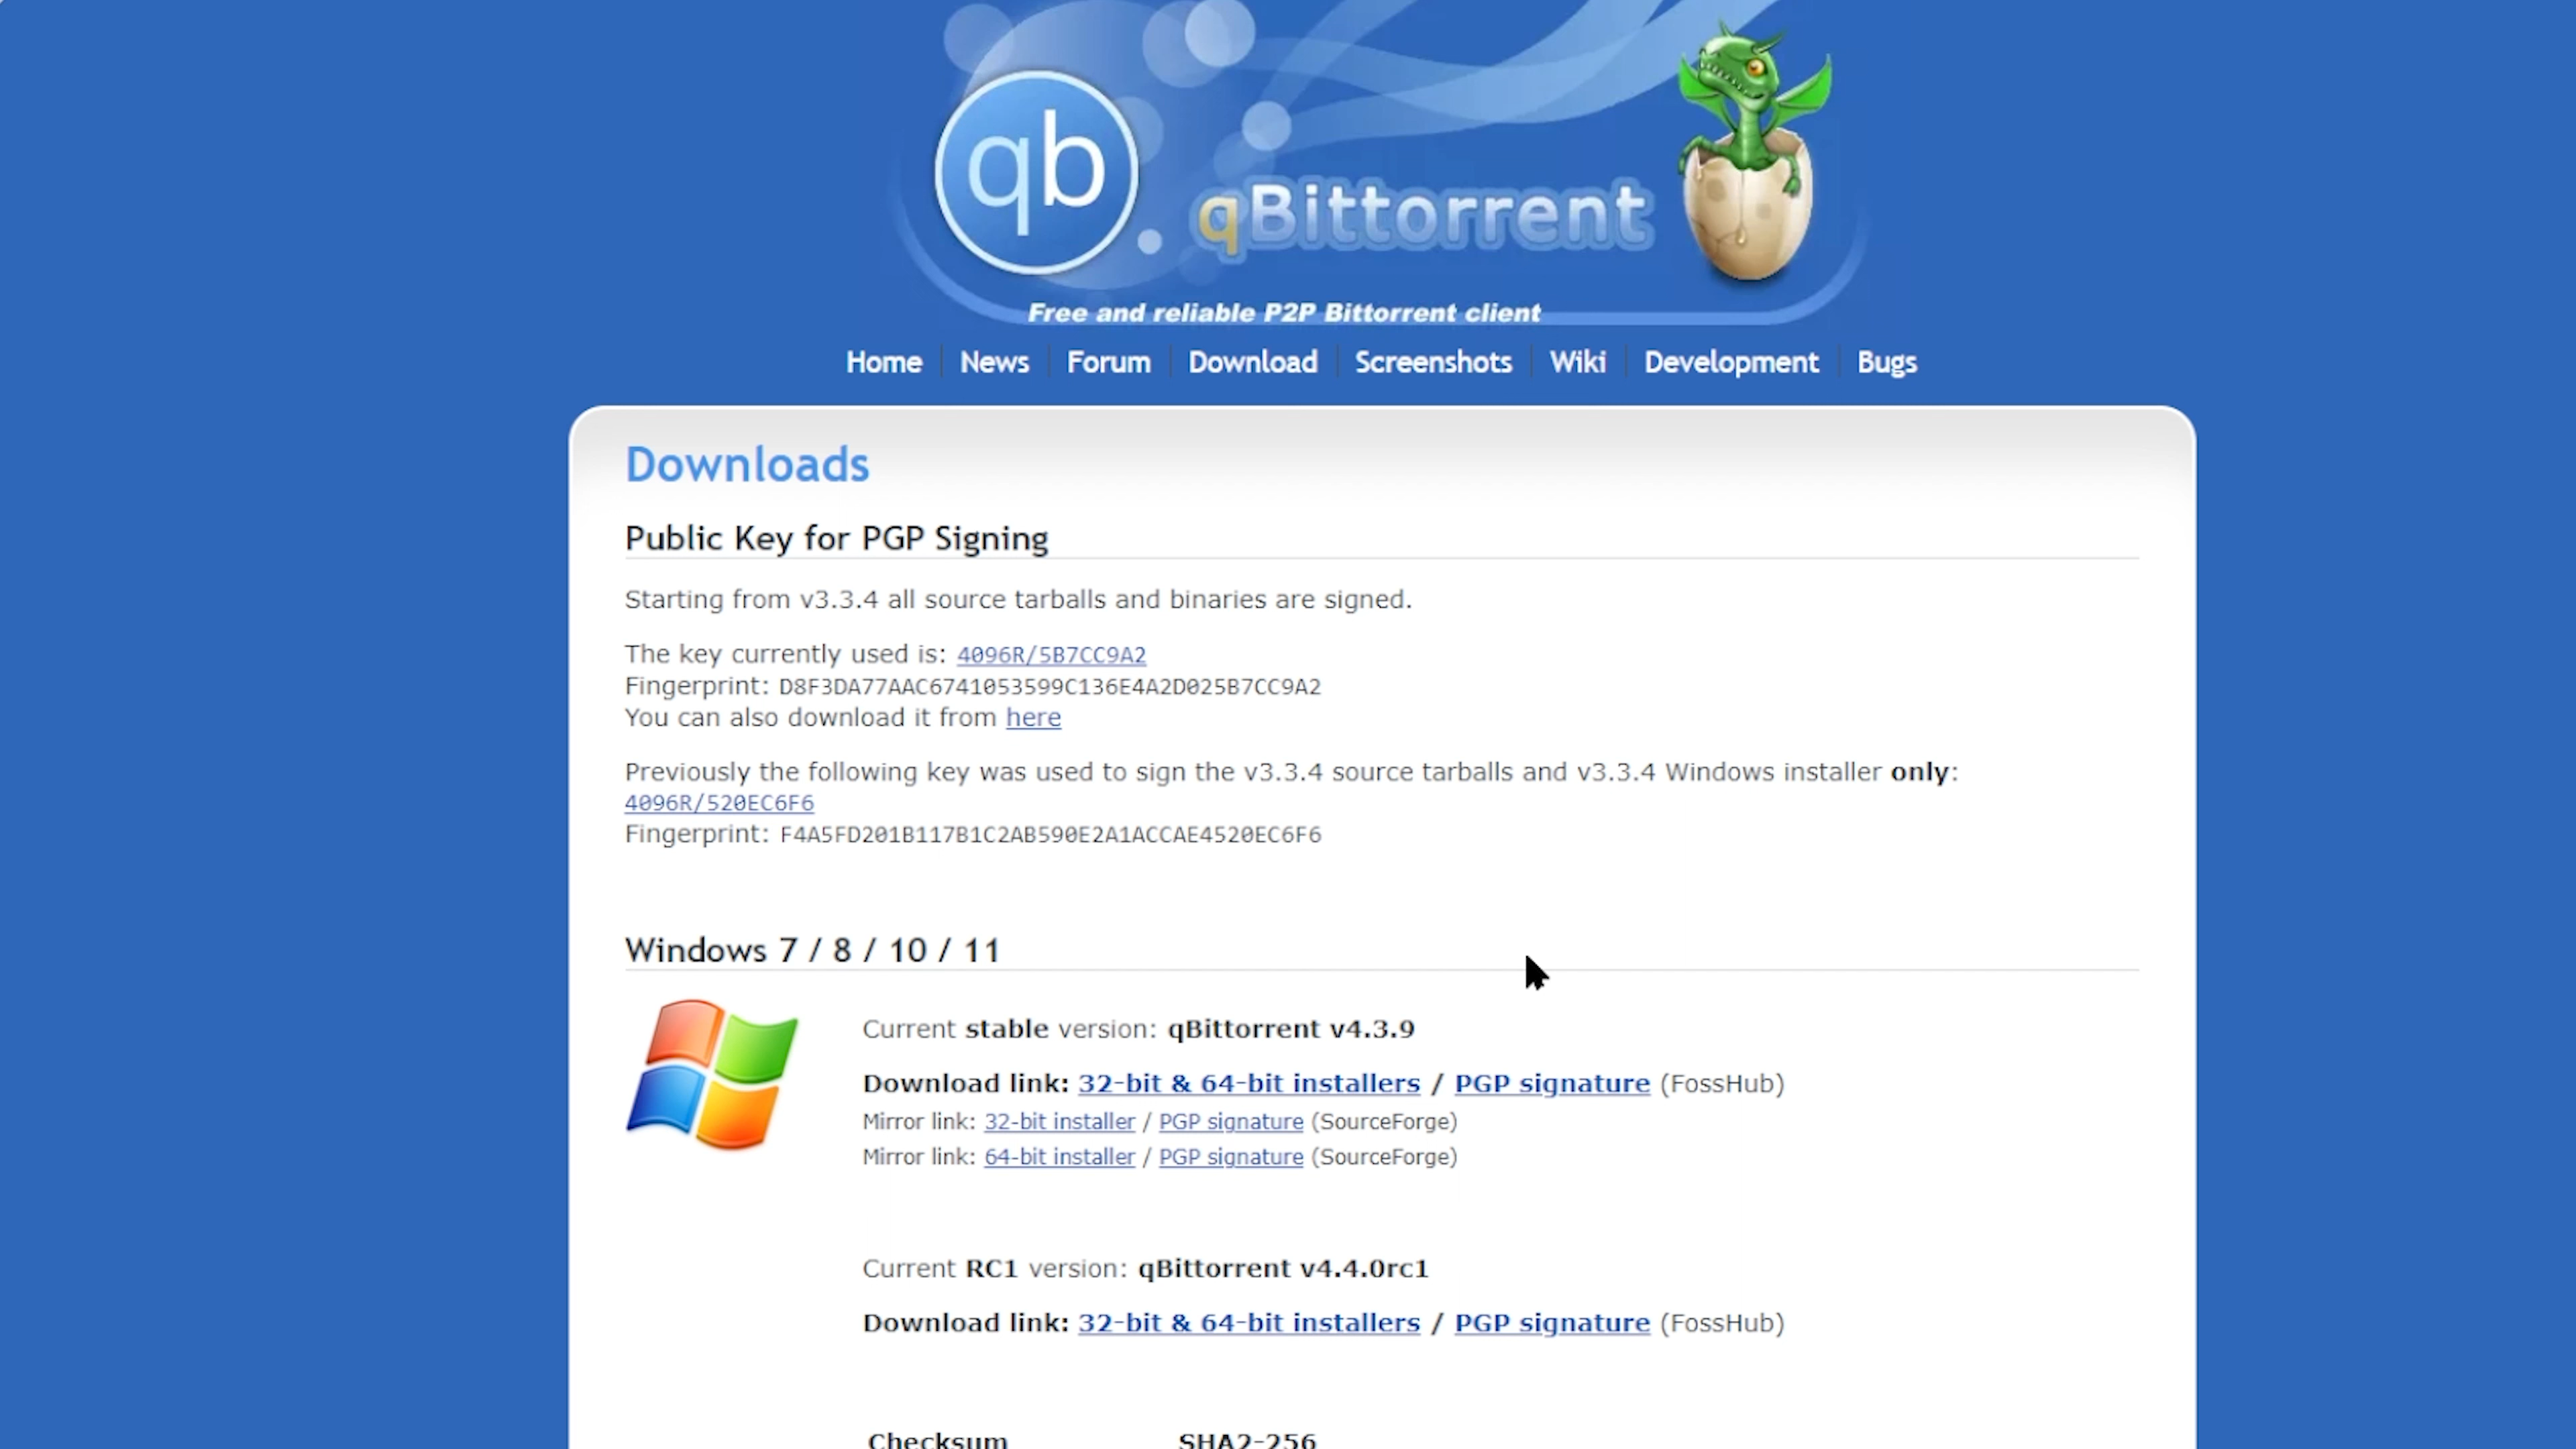 qb
qBittorrent
Free and reliable P2P Bittorrent client
Home News Forum Download Screenshots Wiki Development Bugs
Downloads
Public Key for PGP Signing
Starting from v3.3.4 all source tarballs and binaries are signed.
The key currently used is: 4096R/5B7CC9A2
Fingerprint: D8F3DA77AAC6741053599C136E4A2D025B7CC9A2
You can also download it from here
Previously the following key was used to sign the v3.3.4 source tarballs and v3.3.4 Windows installer only:
4096R/520EC6F6
Fingerprint: F4A5FD201B117B1C2AB590E2A1ACCAE4520EC6F6
Windows 7 / 8 / 10 / 11
Current stable version: qBittorrent v4.3.9
Download link: 32-bit & 64-bit installers / PGP signature (FossHub)
Mirror link: 32-bit installer / PGP signature (SourceForge)
Mirror link: 64-bit installer / PGP signature (SourceForge)
Current RC1 version: qBittorrent v4.4.0rc1
Download link: 32-bit & 64-bit installers / PGP signature (FossHub)
Checksum SHA2-256